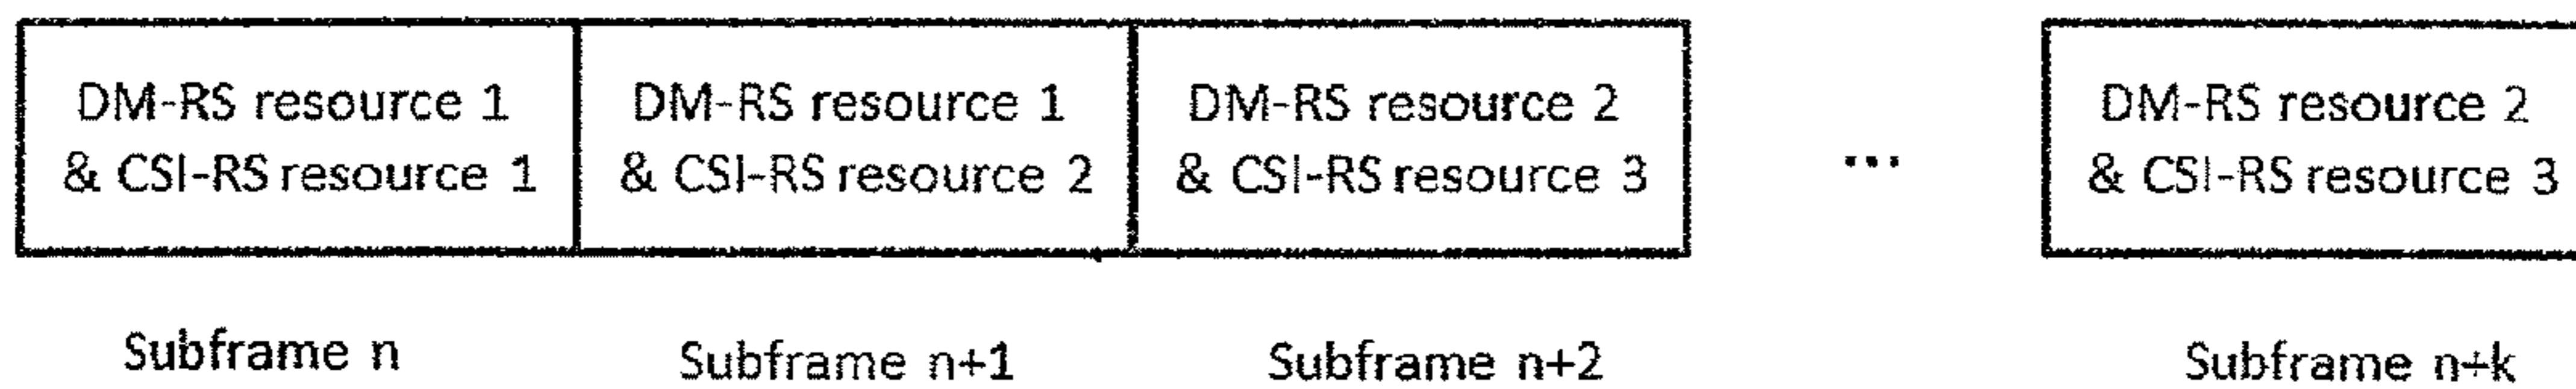 DM-RS resource 1
& CSI-RS resource 1
DM-RS resource 1
& CSI-RS resource 2
DM-RS resource 2
& CSI-RS resource 3
...
DM-RS resource 2
& CSI-RS resource 3
Subframe n
Subframe n+1
Subframe n+2
Subframe n+k